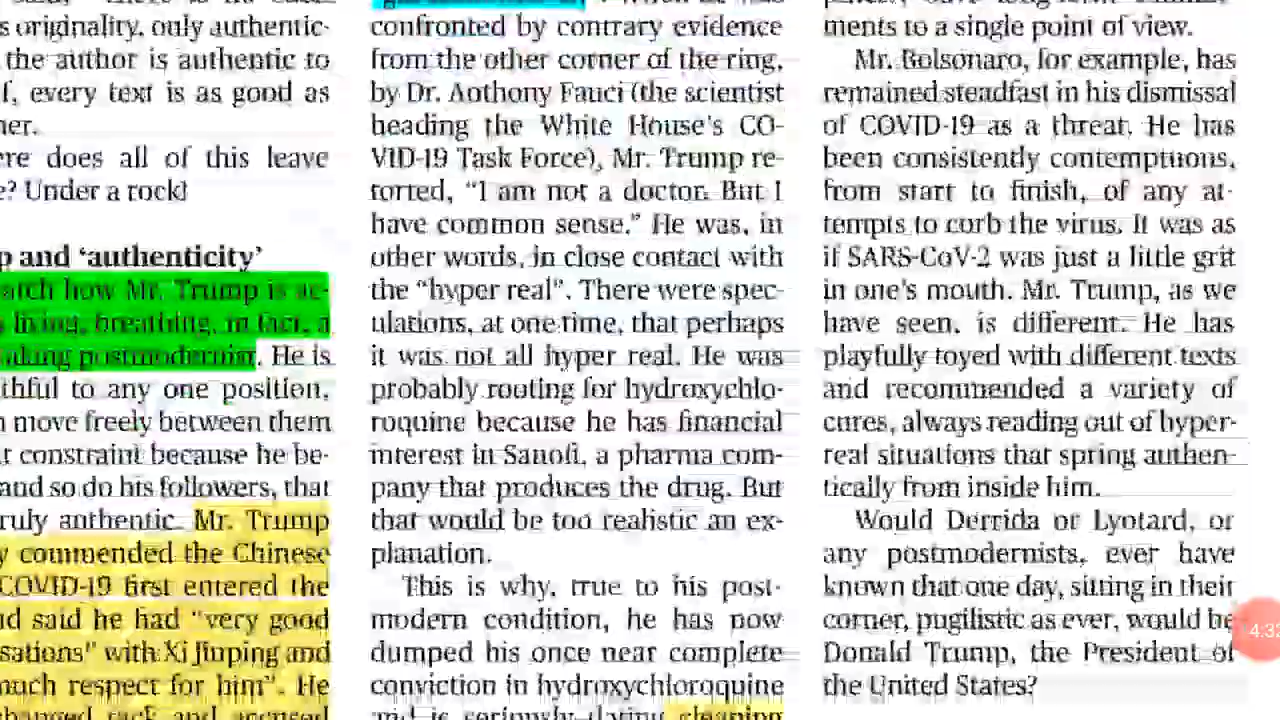 s originality, only authentic-
the author is authentic to
f, every text is as good as
her.
ere does all of this leave
e? Under a rock!
p and ‘authenticity’
atch how Mr. Trump is ac-
s living, breathing, in fact, a
aking postmodernist. He is
thful to any one position,
n move freely between them
t constraint because he be-
and so do his followers, that
ruly authentic. Mr. Trump
y commended the Chinese
COVID-19 first entered the
nd said he had “very good
sations” with Xi Jinping and
much respect for him”. He
changed tack and accused
confronted by contrary evidence
from the other corner of the ring,
by Dr. Anthony Fauci (the scientist
heading the White House's CO-
VID-19 Task Force), Mr. Trump re-
torted, “I am not a doctor. But I
have common sense.” He was, in
other words, in close contact with
the “hyper real”. There were spec-
ulations, at one time, that perhaps
it was not all hyper real. He was
probably rooting for hydroxychlo-
roquine because he has financial
interest in Sanofi, a pharma com-
pany that produces the drug. But
that would be too realistic an ex-
planation.
This is why, true to his post-
modern condition, he has now
dumped his once near complete
conviction in hydroxychloroquine
and is seriously dating cleaning
ments to a single point of view.
Mr. Bolsonaro, for example, has
remained steadfast in his dismissal
of COVID-19 as a threat. He has
been consistently contemptuous,
from start to finish, of any at-
tempts to corb the virus. It was as
if SARS-CoV-2 was just a little grit
in one's mouth. Mr. Trump, as we
have seen, is different. He has
playfully toyed with different texts
and recommended a variety of
cures, always reading out of hyper-
real situations that spring authen-
tically from inside him.
Would Derrida or Lyotard, or
any postmodernists, ever have
known that one day, sitting in their
corner, pugilistic as ever, would be
Donald Trump, the President of
the United States?